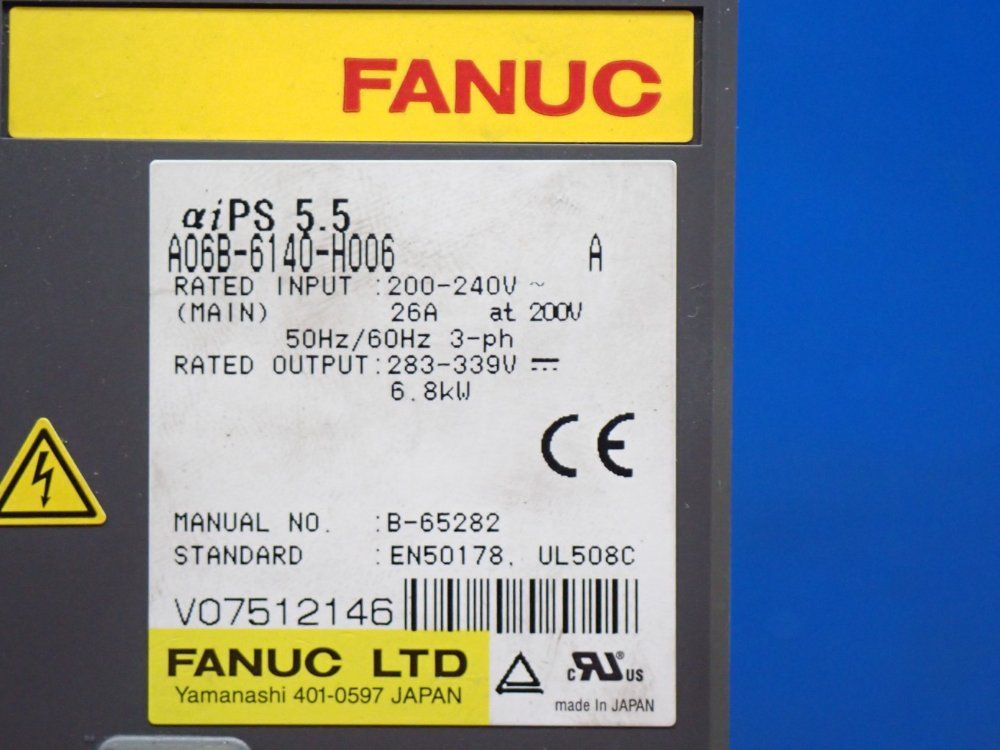 FANUC
αiPS 5.5
A06B-6140-H006 A
RATED INPUT :200-240V ~
(MAIN) 26A at 200V
50Hz/60Hz 3-ph
RATED OUTPUT:283-339V ⎓
6.8kW
CE
MANUAL NO. :B-65282
STANDARD :EN50178, UL508C
V07512146
FANUC LTD
Yamanashi 401-0597 JAPAN
c RU ® US
made In JAPAN